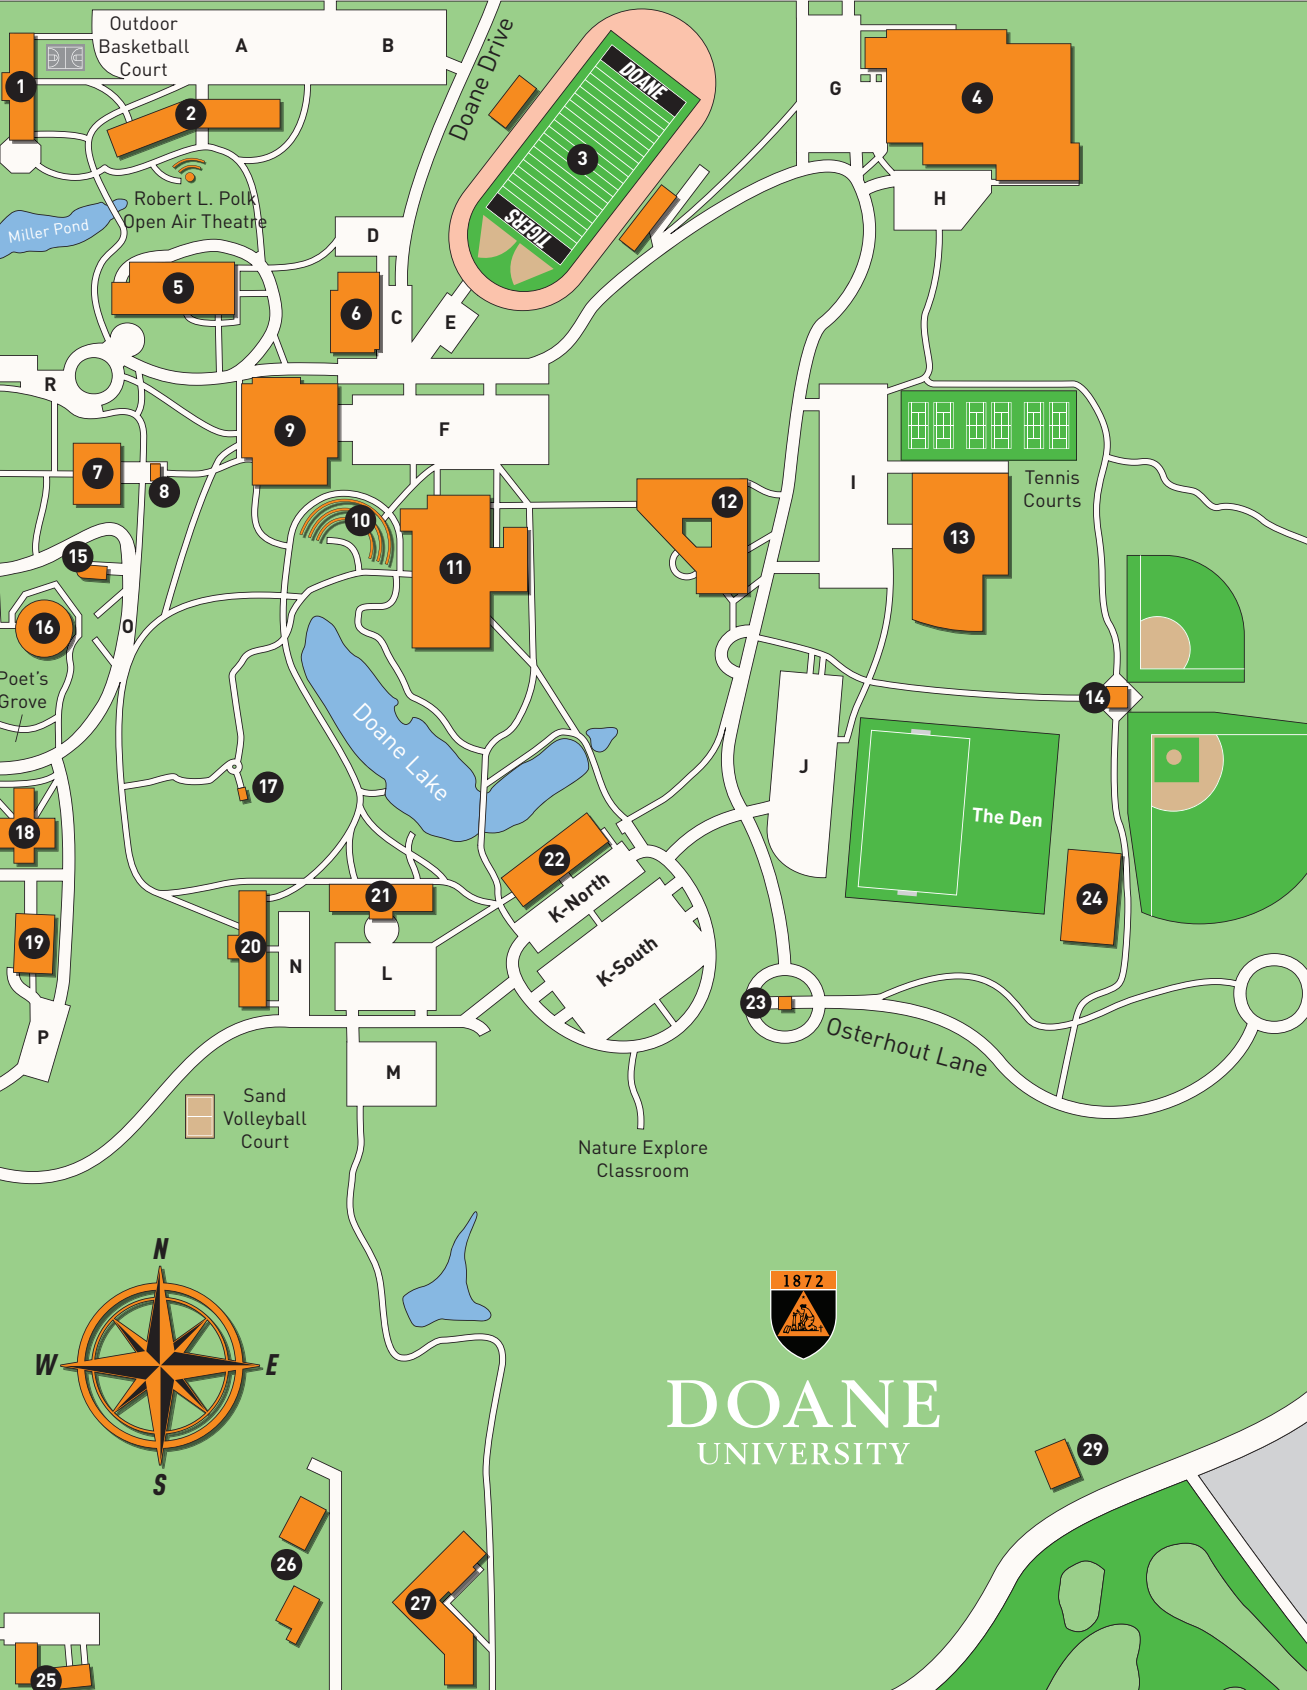 Outdoor
Basketball
Court
A
B
Doane Drive
DOANE
3
TIGERS
G
4
H
1
2
Robert L. Polk
Open Air Theatre
Miller Pond
D
5
6
C
E
R
9
F
7
8
10
11
12
I
Tennis
Courts
13
15
16
O
Poet's
Grove
14
Doane Lake
J
The Den
17
18
22
K-North
K-South
21
24
19
20
N
L
23
Osterhout Lane
P
M
Sand
Volleyball
Court
Nature Explore
Classroom
N
W
E
S
1872
DOANE
UNIVERSITY
29
26
27
25